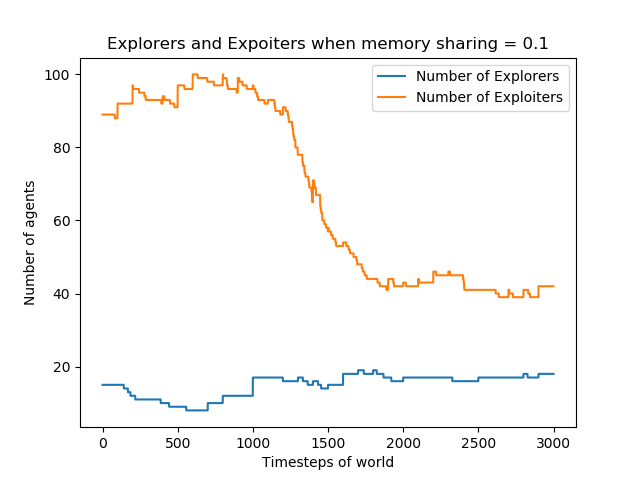 Explorers and Expoiters when memory sharing = 0.1
Number of Explorers
Number of Exploiters
Number of agents
100
80
60
40
20
0 500 1000 1500 2000 2500 3000
Timesteps of world